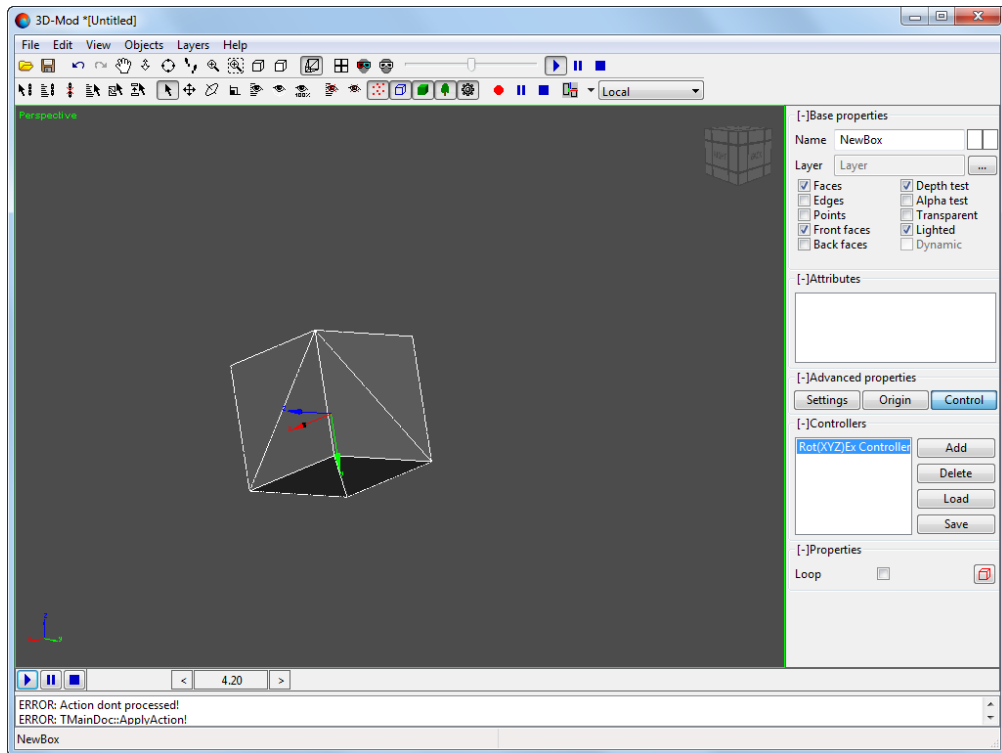 3D-Mod *[Untitled]
File Edit View Objects Layers Help
100%
Local
Perspective
[-]Base properties
Name NewBox
Layer Layer ...
Faces Depth test
Edges Alpha test
Points Transparent
Front faces Lighted
Back faces Dynamic
[-]Attributes
[-]Advanced properties
Settings Origin Control
[-]Controllers
Rot(XYZ)Ex Controller
Add
Delete
Load
Save
[-]Properties
Loop
z
y
< 4.20 >
ERROR: Action dont processed!
ERROR: TMainDoc::ApplyAction!
NewBox